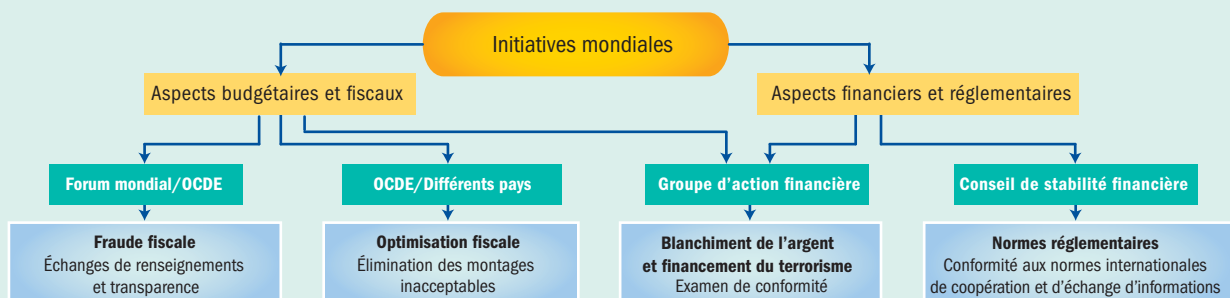 Initiatives mondiales
Aspects budgétaires et fiscaux
Aspects financiers et réglementaires
Forum mondial/OCDE
OCDE/Différents pays
Groupe d'action financière
Conseil de stabilité financière
Fraude fiscale
Échanges de renseignements
et transparence
Optimisation fiscale
Élimination des montages
inacceptables
Blanchiment de l'argent
et financement du terrorisme
Examen de conformité
Normes réglementaires
Conformité aux normes internationales
de coopération et d'échange d'informations